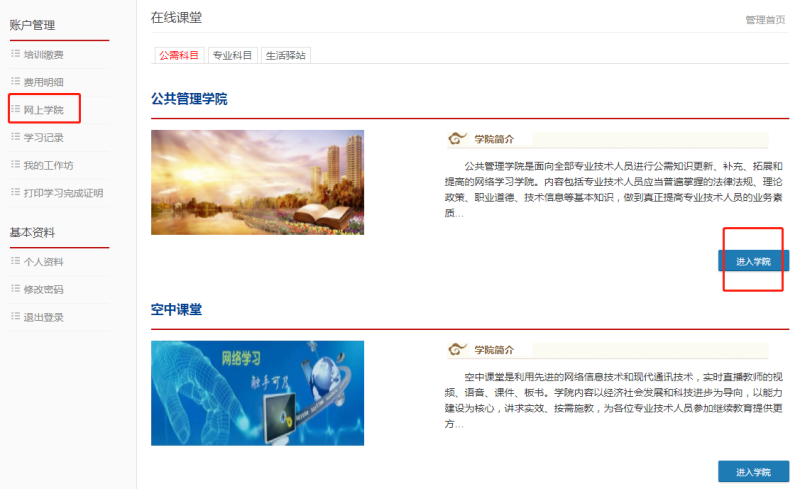 账户管理
培训缴费
费用明细
网上学院
学习记录
我的工作坊
打印学习完成证明
基本资料
个人资料
修改密码
退出登录
在线课堂
管理首页
公需科目 专业科目 生活驿站
公共管理学院
学院简介
公共管理学院是面向全部专业技术人员进行公需知识更新、补充、拓展和
提高的网络学习学院。内容包括专业技术人员应当普遍掌握的法律法规、理论
政策、职业道德、技术信息等基本知识，做到真正提高专业技术人员的业务素
质...
进入学院
空中课堂
网络学习
触手可及
学院简介
空中课堂是利用先进的网络信息技术和现代通讯技术，实时直播教师的视
频、语音、课件、板书。学院内容以经济社会发展和科技进步为导向，以能力
建设为核心，讲求实效、按需施教，为各位专业技术人员参加继续教育提供更
方...
进入学院